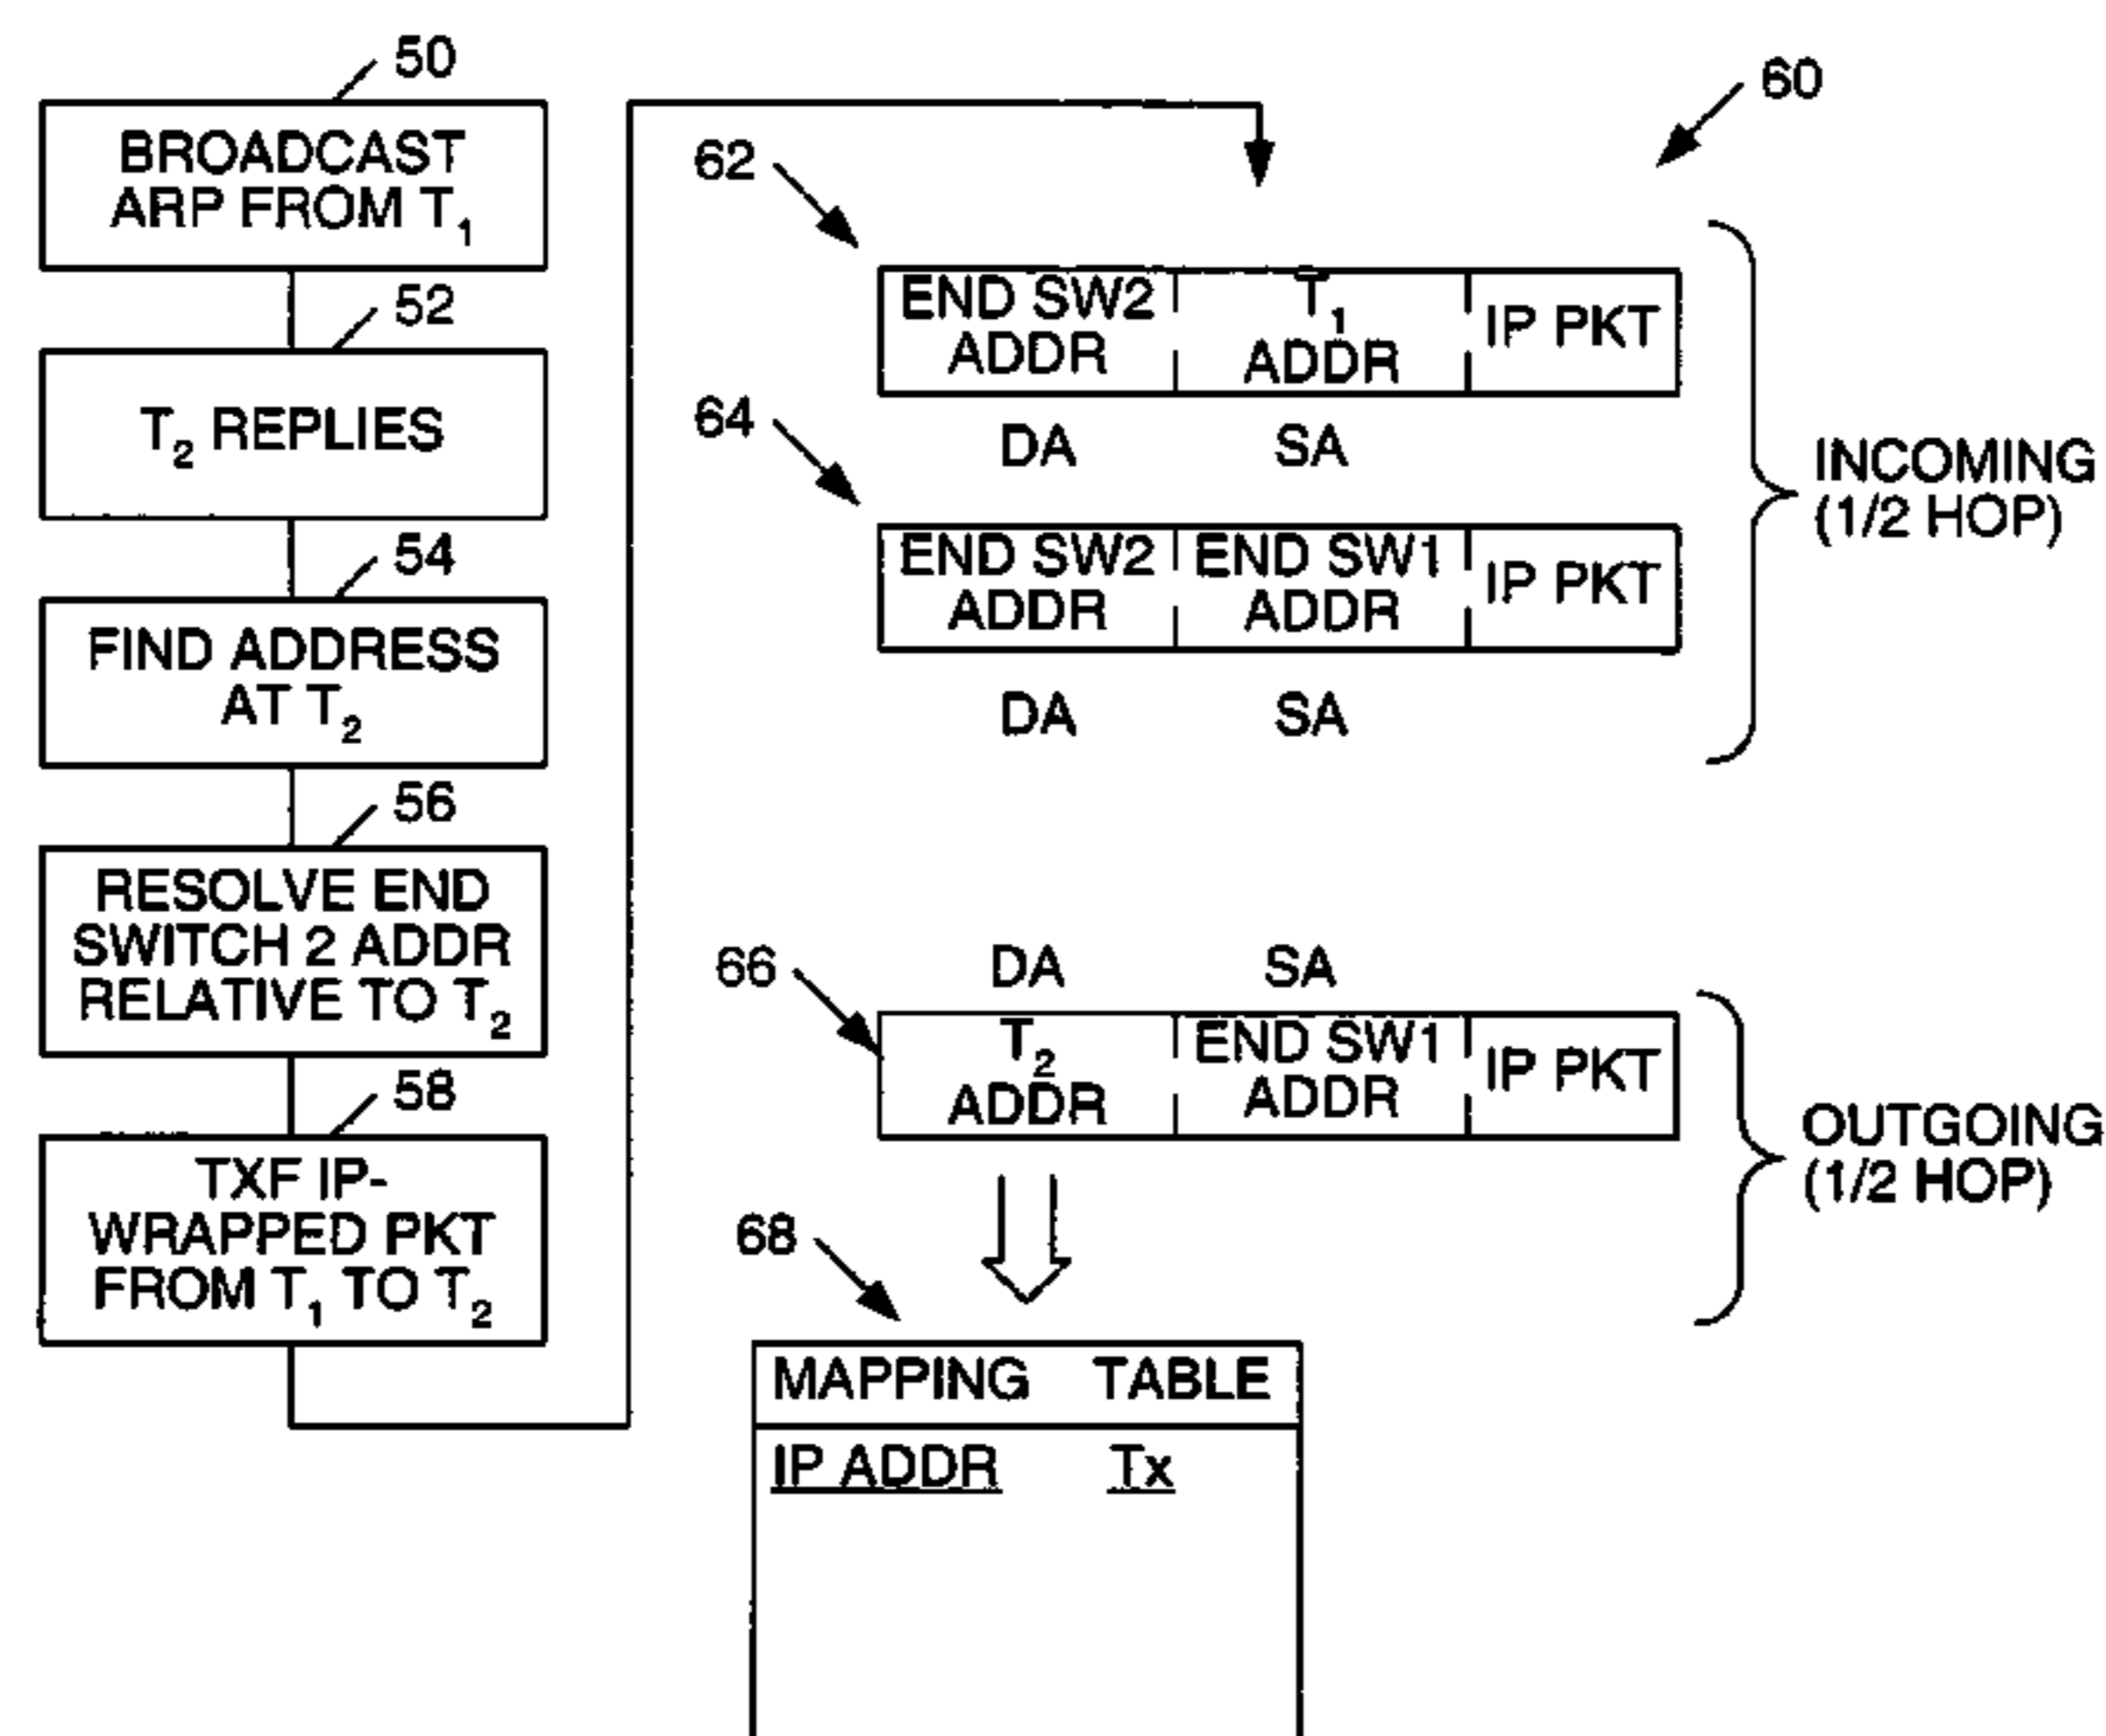 50
BROADCAST
ARP FROM T₁
52
T₂ REPLIES
54
FIND ADDRESS
AT T₂
56
RESOLVE END
SWITCH 2 ADDR
RELATIVE TO T₂
58
TXF IP-
WRAPPED PKT
FROM T₁ TO T₂
60
62
END SW2 ADDR
T₁ ADDR
IP PKT
DA SA
64
END SW2 ADDR
END SW1 ADDR
IP PKT
DA SA
INCOMING
(1/2 HOP)
66
DA SA
T₂ ADDR
END SW1 ADDR
IP PKT
OUTGOING
(1/2 HOP)
68
MAPPING TABLE
IP ADDR Tx